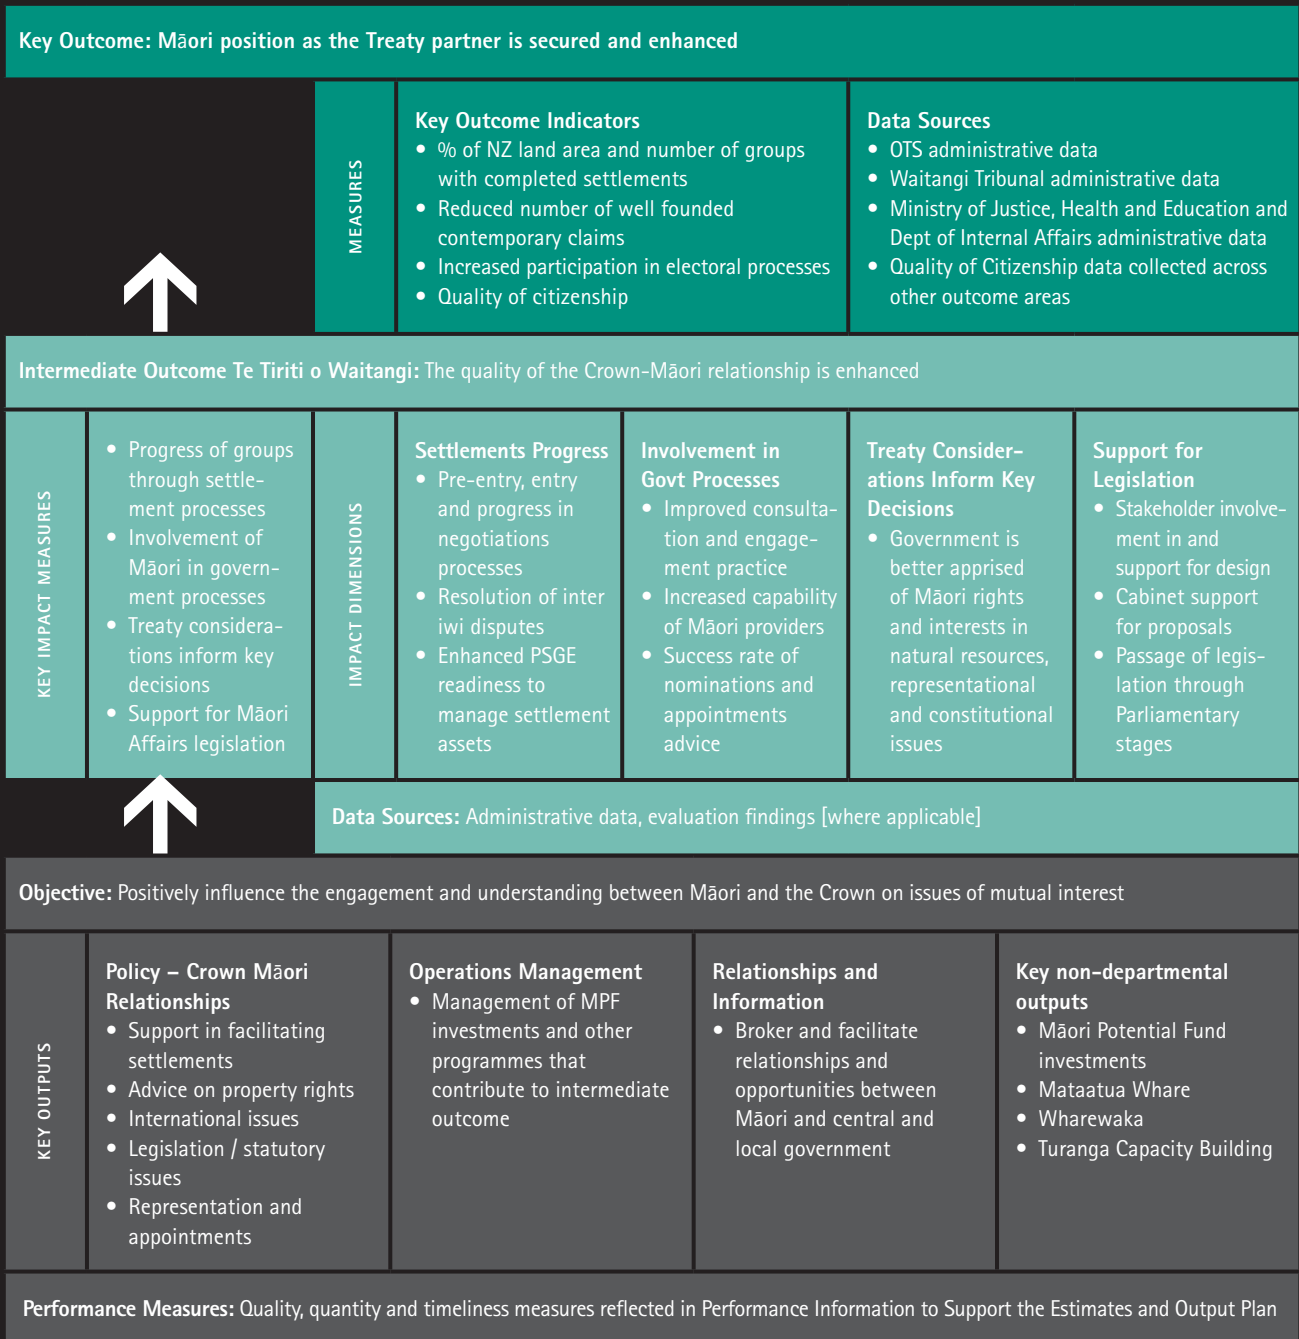 Key Outcome: Māori position as the Treaty partner is secured and enhanced
MEASURES
Key Outcome Indicators
• % of NZ land area and number of groups
with completed settlements
• Reduced number of well founded
contemporary claims
• Increased participation in electoral processes
• Quality of citizenship
Data Sources
• OTS administrative data
• Waitangi Tribunal administrative data
• Ministry of Justice, Health and Education and
Dept of Internal Affairs administrative data
• Quality of Citizenship data collected across
other outcome areas
Intermediate Outcome Te Tiriti o Waitangi: The quality of the Crown-Māori relationship is enhanced
KEY IMPACT MEASURES
• Progress of groups
through settle-
ment processes
• Involvement of
Māori in govern-
ment processes
• Treaty considera-
tions inform key
decisions
• Support for Māori
Affairs legislation
IMPACT DIMENSIONS
Settlements Progress
• Pre-entry, entry
and progress in
negotiations
processes
• Resolution of inter
iwi disputes
• Enhanced PSGE
readiness to
manage settlement
assets
Involvement in
Govt Processes
• Improved consulta-
tion and engage-
ment practice
• Increased capability
of Māori providers
• Success rate of
nominations and
appointments
advice
Treaty Consider-
ations Inform Key
Decisions
• Government is
better apprised
of Māori rights
and interests in
natural resources,
representational
and constitutional
issues
Support for
Legislation
• Stakeholder involve-
ment in and
support for design
• Cabinet support
for proposals
• Passage of legis-
lation through
Parliamentary
stages
Data Sources: Administrative data, evaluation findings [where applicable]
Objective: Positively influence the engagement and understanding between Māori and the Crown on issues of mutual interest
KEY OUTPUTS
Policy – Crown Māori
Relationships
• Support in facilitating
settlements
• Advice on property rights
• International issues
• Legislation / statutory
issues
• Representation and
appointments
Operations Management
• Management of MPF
investments and other
programmes that
contribute to intermediate
outcome
Relationships and
Information
• Broker and facilitate
relationships and
opportunities between
Māori and central and
local government
Key non-departmental
outputs
• Māori Potential Fund
investments
• Mataatua Whare
• Wharewaka
• Turanga Capacity Building
Performance Measures: Quality, quantity and timeliness measures reflected in Performance Information to Support the Estimates and Output Plan